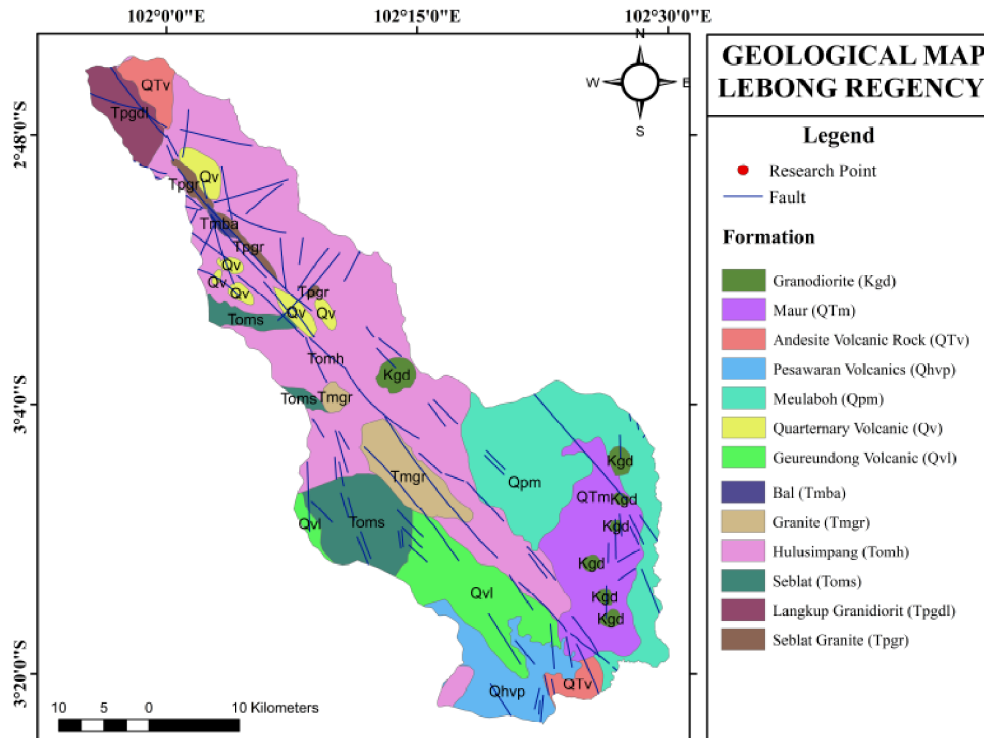 102°0'0"E
102°15'0"E
102°30'0"E
N
W
E
S
2°48'0"S
3°4'0"S
3°20'0"S
QTv
Tpgdl
Qv
Tpgr
Tmba
Tpgr
Qv
Qv
Qv
Tpgr
Qv
Qv
Toms
Tomh
Kgd
Toms
Tmgr
Tmgr
Qpm
Kgd
QTm
Kgd
Kgd
Qvl
Toms
Kgd
Qvl
Kgd
Kgd
Qhvp
QTv
10
5
0
10 Kilometers
GEOLOGICAL MAP
LEBONG REGENCY
Legend
Research Point
Fault
Formation
Granodiorite (Kgd)
Maur (QTm)
Andesite Volcanic Rock (QTv)
Pesawaran Volcanics (Qhvp)
Meulaboh (Qpm)
Quarternary Volcanic (Qv)
Geureundong Volcanic (Qvl)
Bal (Tmba)
Granite (Tmgr)
Hulusimpang (Tomh)
Seblat (Toms)
Langkup Granidiorit (Tpgdl)
Seblat Granite (Tpgr)